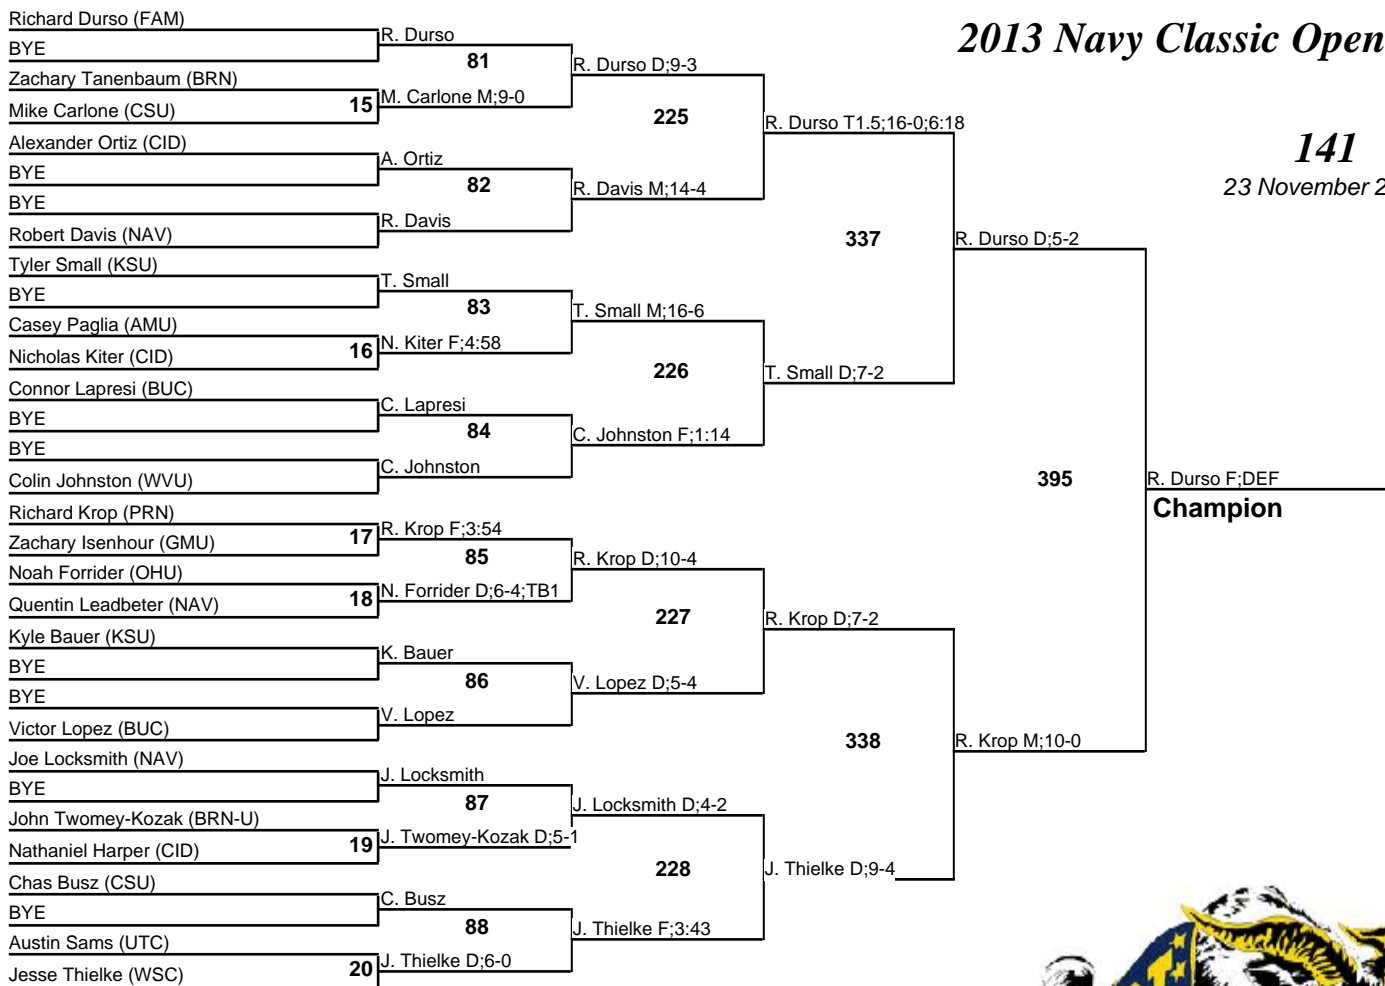 2013 Navy Classic Open
141
23 November 2
Richard Durso (FAM)
BYE
Zachary Tanenbaum (BRN)
Mike Carlone (CSU)
Alexander Ortiz (CID)
BYE
BYE
Robert Davis (NAV)
Tyler Small (KSU)
BYE
Casey Paglia (AMU)
Nicholas Kiter (CID)
Connor Lapresi (BUC)
BYE
BYE
Colin Johnston (WVU)
Richard Krop (PRN)
Zachary Isenhour (GMU)
Noah Forrider (OHU)
Quentin Leadbeter (NAV)
Kyle Bauer (KSU)
BYE
BYE
Victor Lopez (BUC)
Joe Locksmith (NAV)
BYE
John Twomey-Kozak (BRN-U)
Nathaniel Harper (CID)
Chas Busz (CSU)
BYE
Austin Sams (UTC)
Jesse Thielke (WSC)
15
16
17
18
19
20
R. Durso
81
M. Carlone M;9-0
A. Ortiz
82
R. Davis
T. Small
83
N. Kiter F;4:58
C. Lapresi
84
C. Johnston
R. Krop F;3:54
85
N. Forrider D;6-4;TB1
K. Bauer
86
V. Lopez
J. Locksmith
87
J. Twomey-Kozak D;5-1
C. Busz
88
J. Thielke D;6-0
R. Durso D;9-3
225
R. Davis M;14-4
T. Small M;16-6
226
C. Johnston F;1:14
R. Krop D;10-4
227
V. Lopez D;5-4
J. Locksmith D;4-2
228
J. Thielke F;3:43
R. Durso T1.5;16-0;6:18
337
T. Small D;7-2
R. Krop D;7-2
338
J. Thielke D;9-4
R. Durso D;5-2
395
R. Krop M;10-0
R. Durso F;DEF
Champion